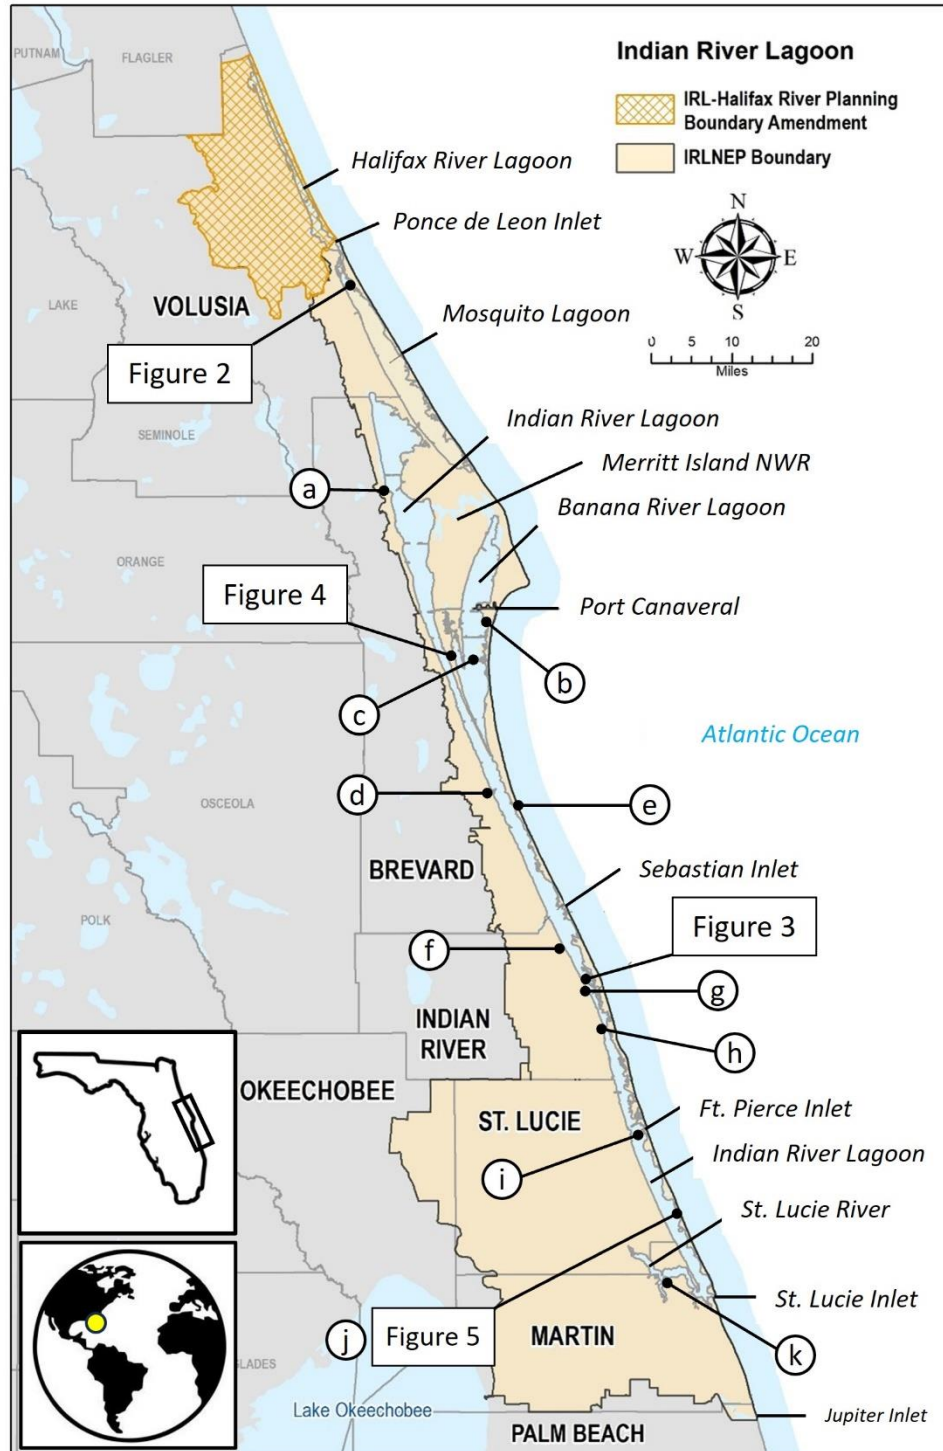 Indian River Lagoon
IRL-Halifax River Planning
Boundary Amendment
IRLNEP Boundary
N
W
E
S
0 5 10 20
Miles
PUTNAM
FLAGLER
Halifax River Lagoon
Ponce de Leon Inlet
LAKE
VOLUSIA
Mosquito Lagoon
Figure 2
Indian River Lagoon
SEMINOLE
Merritt Island NWR
a
Banana River Lagoon
ORANGE
Figure 4
Port Canaveral
b
c
Atlantic Ocean
d
e
OSCEOLA
BREVARD
Sebastian Inlet
POLK
Figure 3
f
g
INDIAN
RIVER
h
OKEECHOBEE
Ft. Pierce Inlet
ST. LUCIE
Indian River Lagoon
i
St. Lucie River
St. Lucie Inlet
j
Figure 5
MARTIN
k
GLADES
Lake Okeechobee
Jupiter Inlet
PALM BEACH